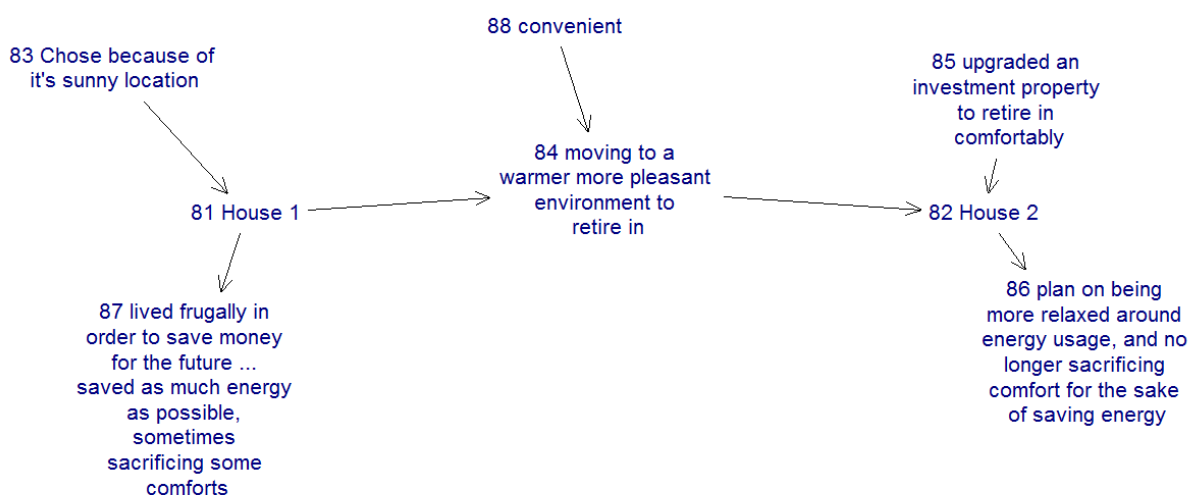 88 convenient
83 Chose because of
it's sunny location
85 upgraded an
investment property
to retire in
comfortably
84 moving to a
warmer more pleasant
environment to
retire in
81 House 1
82 House 2
87 lived frugally in
order to save money
for the future ...
saved as much energy
as possible,
sometimes
sacrificing some
comforts
86 plan on being
more relaxed around
energy usage, and no
longer sacrificing
comfort for the sake
of saving energy